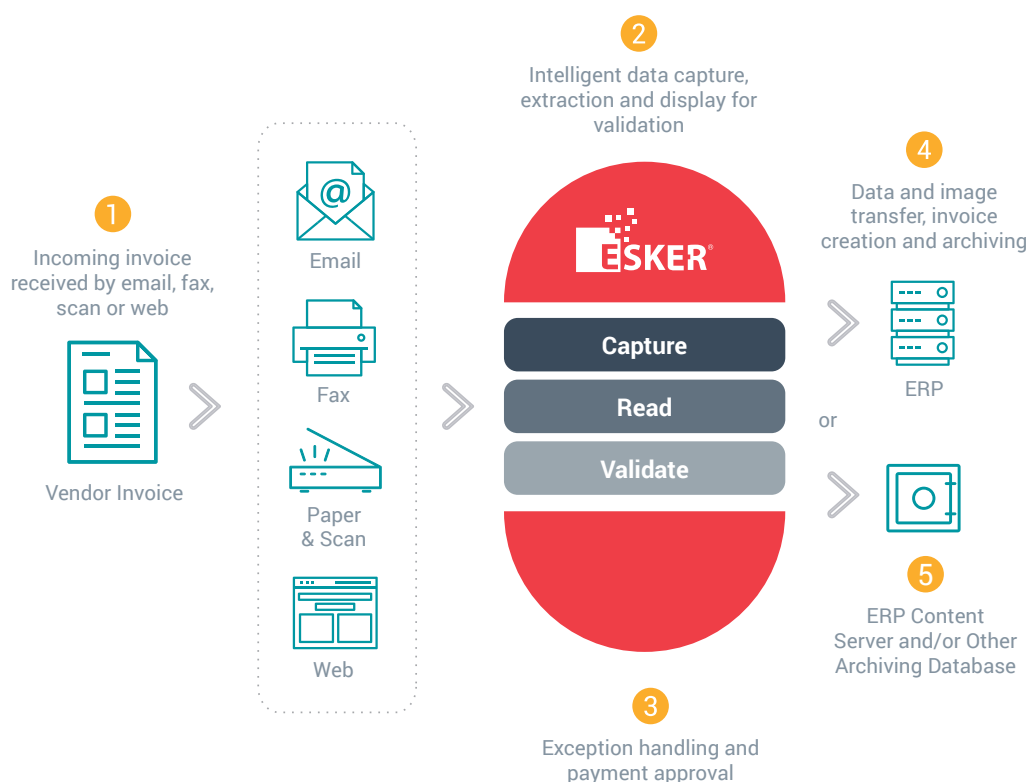 1
Incoming invoice
received by email, fax,
scan or web
Vendor Invoice
@
Email
Fax
Paper
& Scan
Web
2
Intelligent data capture,
extraction and display for
validation
ESKER®
Capture
Read
Validate
3
Exception handling and
payment approval
4
Data and image
transfer, invoice
creation and archiving
ERP
or
5
ERP Content
Server and/or Other
Archiving Database